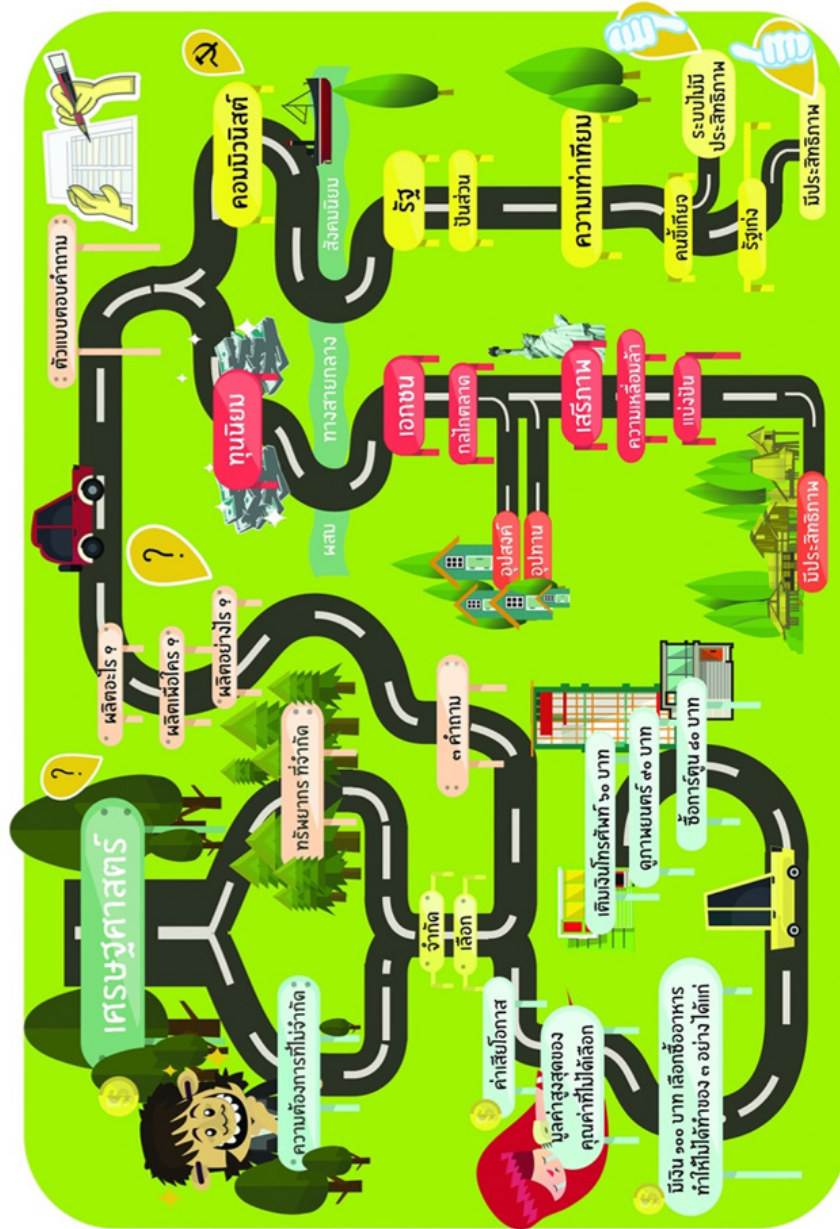 เศรษฐศาสตร์
ความต้องการที่ไม่จำกัด
ทรัพยากร ที่จำกัด
จำกัด
เลือก
ค่าเสียโอกาส
มูลค่าสูงสุดของ
คุณค่าที่ไม่ได้เลือก
มีเงิน ๑๐๐ บาท เลือกซื้ออาหาร
ทำให้ไม่ได้ทำของ ๓ อย่าง ได้แก่
เติมเงินโทรศัพท์ ๖๐ บาท
ดูภาพยนตร์ ๙๐ บาท
ซื้อการ์ตูน ๘๐ บาท
๓ คำถาม
ผลิตอะไร ?
ผลิตเพื่อใคร ?
ผลิตอย่างไร ?
?
?
ตัวแบบตอบคำถาม
ทุนนิยม
คอมมิวนิสต์
ผสม
ทางสายกลาง
สังคมนิยม
เอกชน
กลไกตลาด
อุปสงค์
อุปทาน
เสรีภาพ
ความเหลื่อมล้ำ
แบ่งปัน
มีประสิทธิภาพ
รัฐ
ปันส่วน
ความเท่าเทียม
คนขี้เกียจ
ระบบไม่มี
ประสิทธิภาพ
รัฐเก่ง
มีประสิทธิภาพ